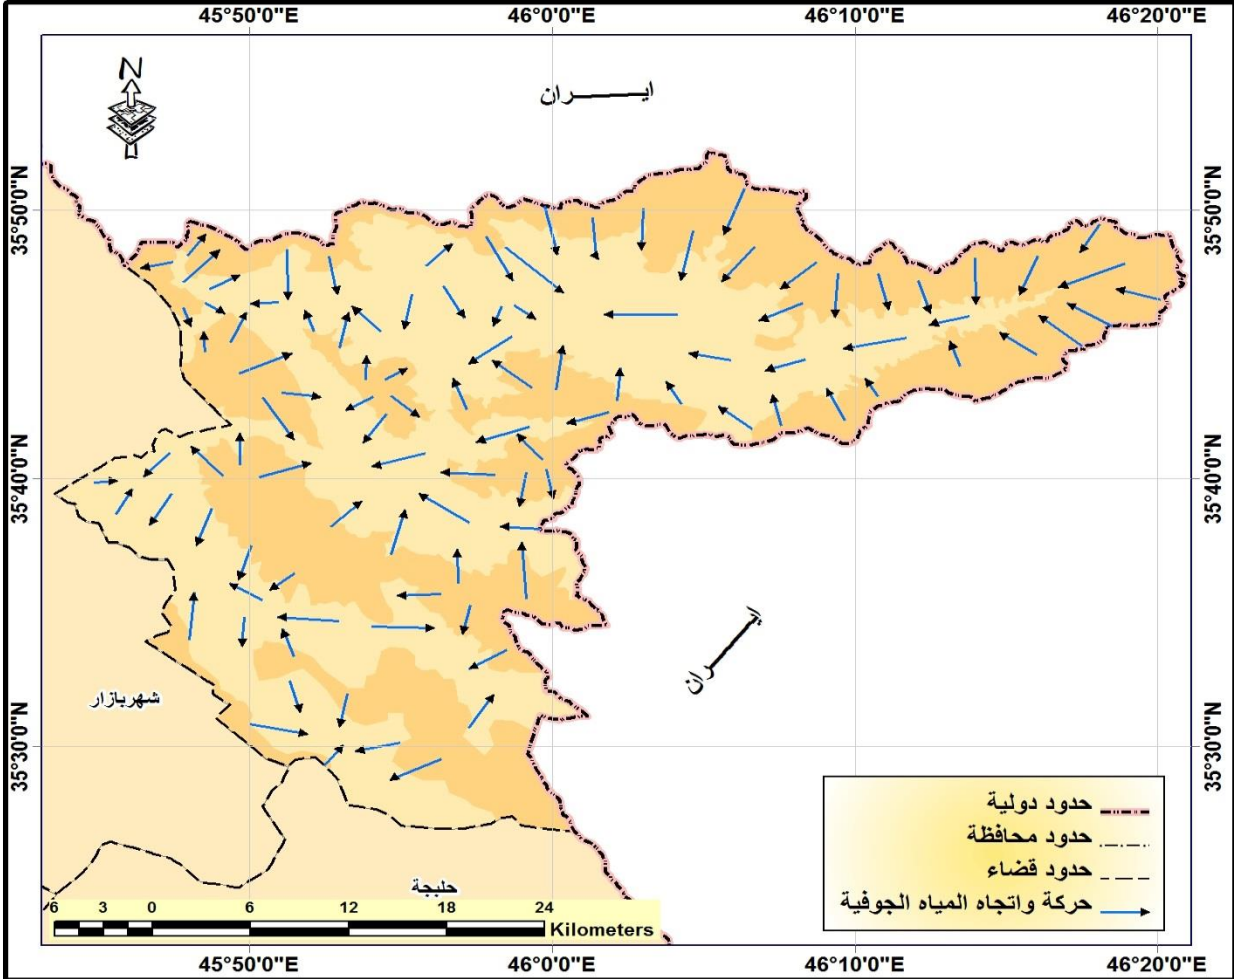 45°50'0"E 46°0'0"E 46°10'0"E 46°20'0"E
N
ايـــــران
35°50'0"N 35°50'0"N
35°40'0"N 35°40'0"N
ايـــران
شهربازار
35°30'0"N 35°30'0"N
حدود دولية
حدود محافظة
حدود قضاء
حركة واتجاه المياه الجوفية
حلبجة
6 3 0 6 12 18 24
Kilometers
45°50'0"E 46°0'0"E 46°10'0"E 46°20'0"E